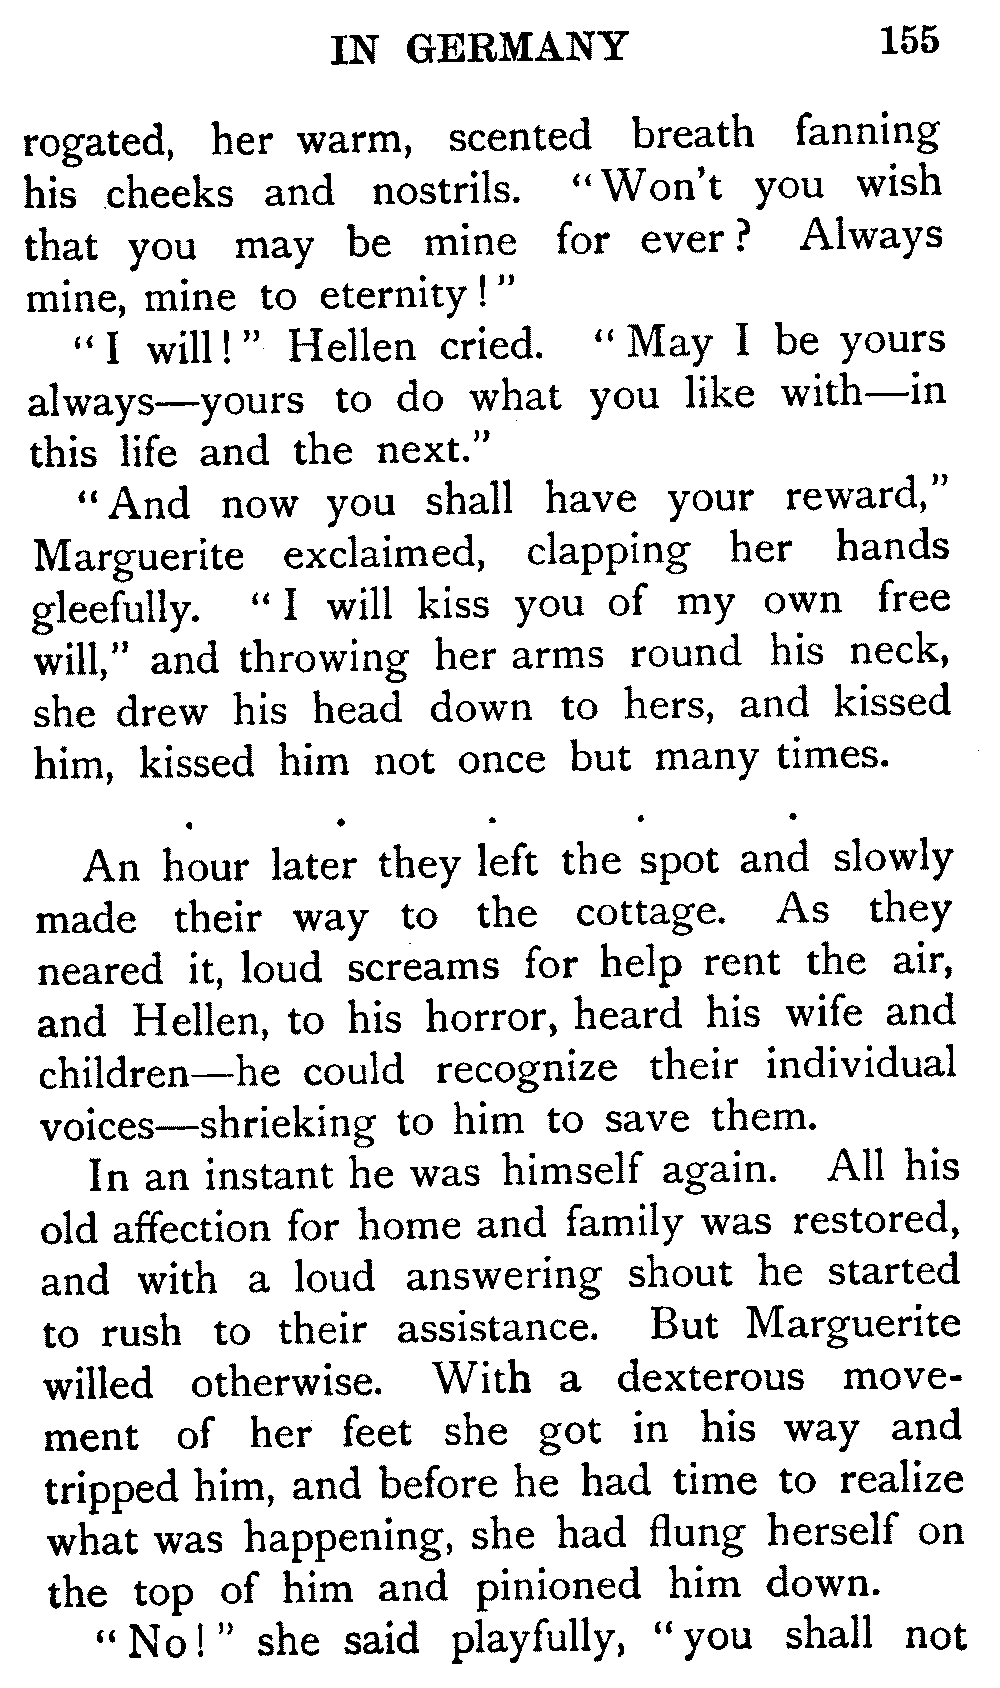 IN GERMANY 155
rogated, her warm, scented breath fanning
his cheeks and nostrils. “Won’t you wish
that you may be mine for ever? Always
mine, mine to eternity!”
“I will!” Hellen cried. “May I be yours
always—yours to do what you like with—in
this life and the next.”
“And now you shall have your reward,”
Marguerite exclaimed, clapping her hands
gleefully. “I will kiss you of my own free
will,” and throwing her arms round his neck,
she drew his head down to hers, and kissed
him, kissed him not once but many times.
. . . . .
An hour later they left the spot and slowly
made their way to the cottage. As they
neared it, loud screams for help rent the air,
and Hellen, to his horror, heard his wife and
children—he could recognize their individual
voices—shrieking to him to save them.
In an instant he was himself again. All his
old affection for home and family was restored,
and with a loud answering shout he started
to rush to their assistance. But Marguerite
willed otherwise. With a dexterous move-
ment of her feet she got in his way and
tripped him, and before he had time to realize
what was happening, she had flung herself on
the top of him and pinioned him down.
“No!” she said playfully, “you shall not